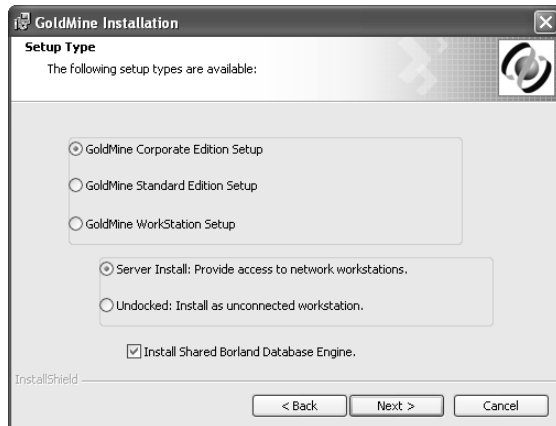 GoldMine Installation
Setup Type
The following setup types are available:
GoldMine Corporate Edition Setup
GoldMine Standard Edition Setup
GoldMine WorkStation Setup
Server Install: Provide access to network workstations.
Undocked: Install as unconnected workstation.
Install Shared Borland Database Engine.
InstallShield
< Back
Next >
Cancel